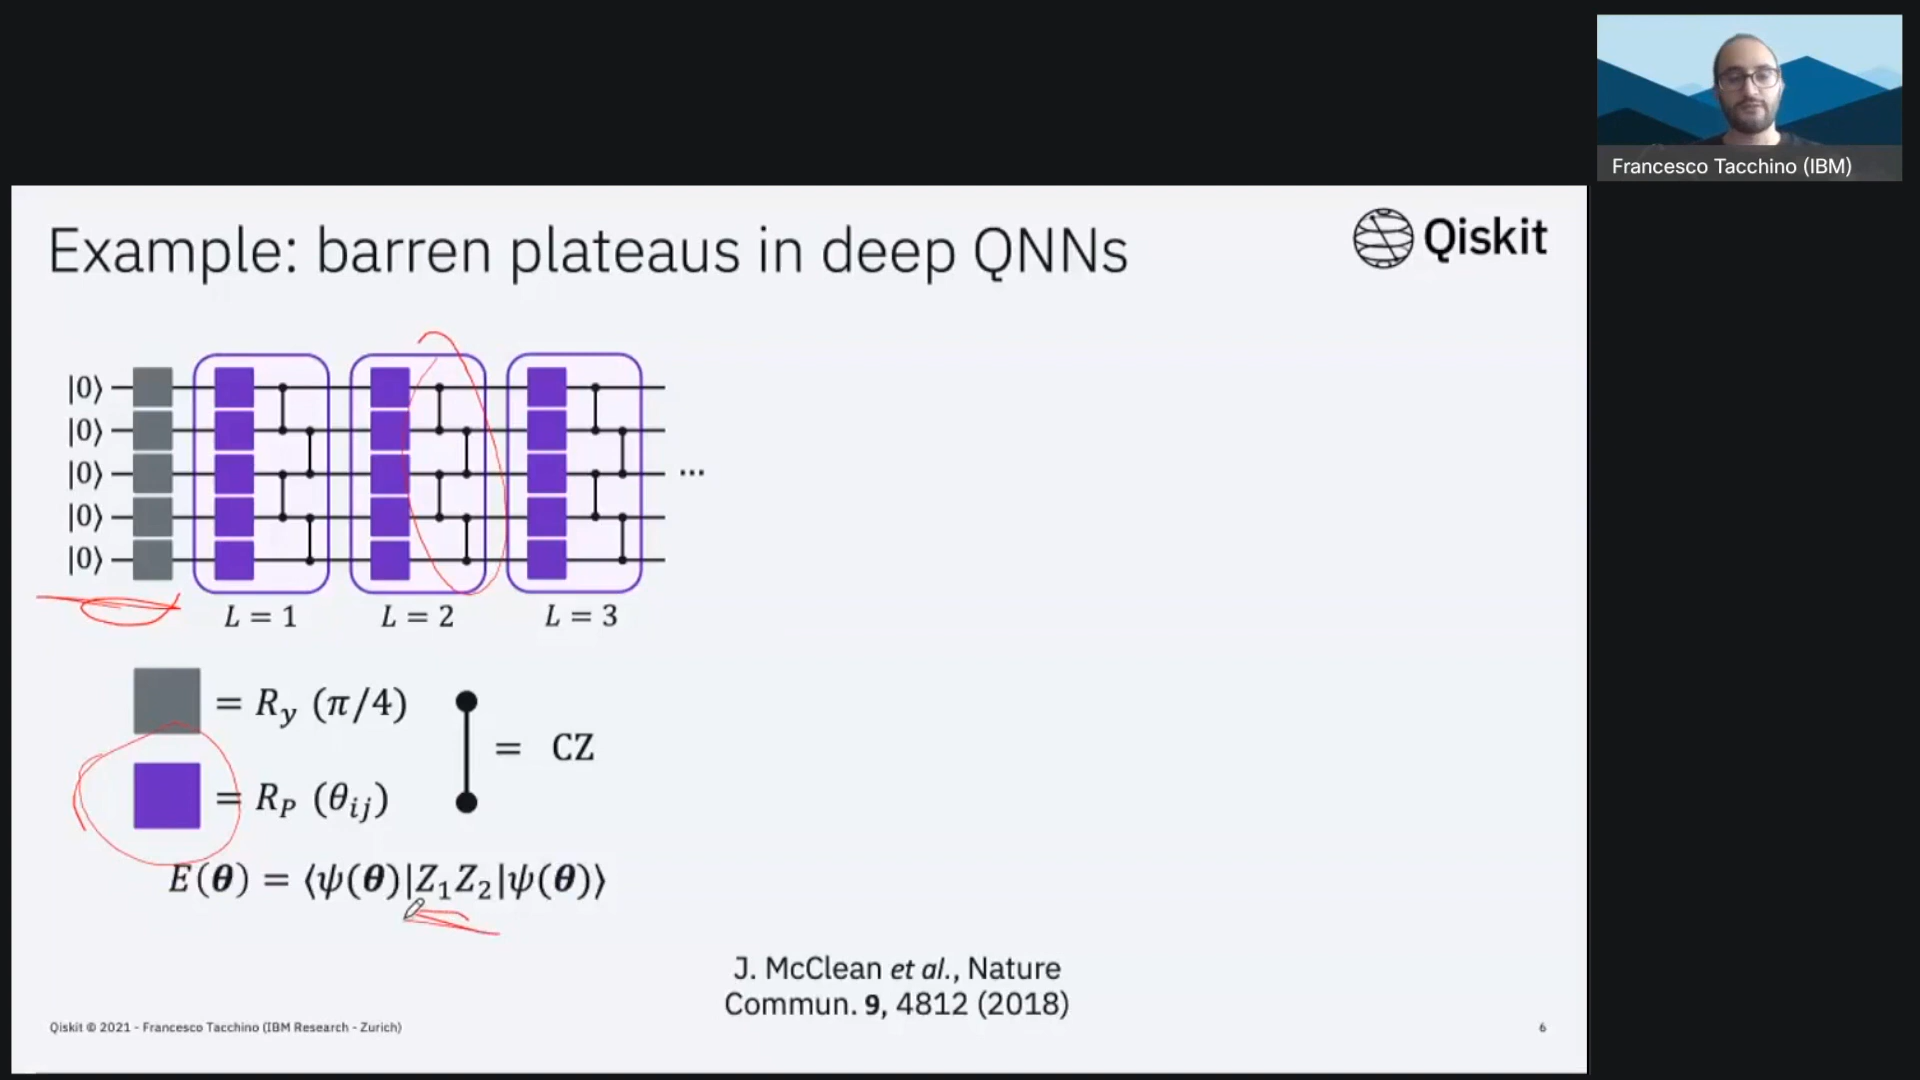 Francesco Tacchino (IBM)
Example: barren plateaus in deep QNNs
Qiskit
|0⟩
|0⟩
|0⟩
|0⟩
|0⟩
...
L = 1
L = 2
L = 3
= R_y (π/4)
= CZ
= R_P (θ_ij)
E(θ) = ⟨ψ(θ)|Z₁Z₂|ψ(θ)⟩
J. McClean et al., Nature
Commun. 9, 4812 (2018)
Qiskit © 2021 - Francesco Tacchino (IBM Research - Zurich)
6